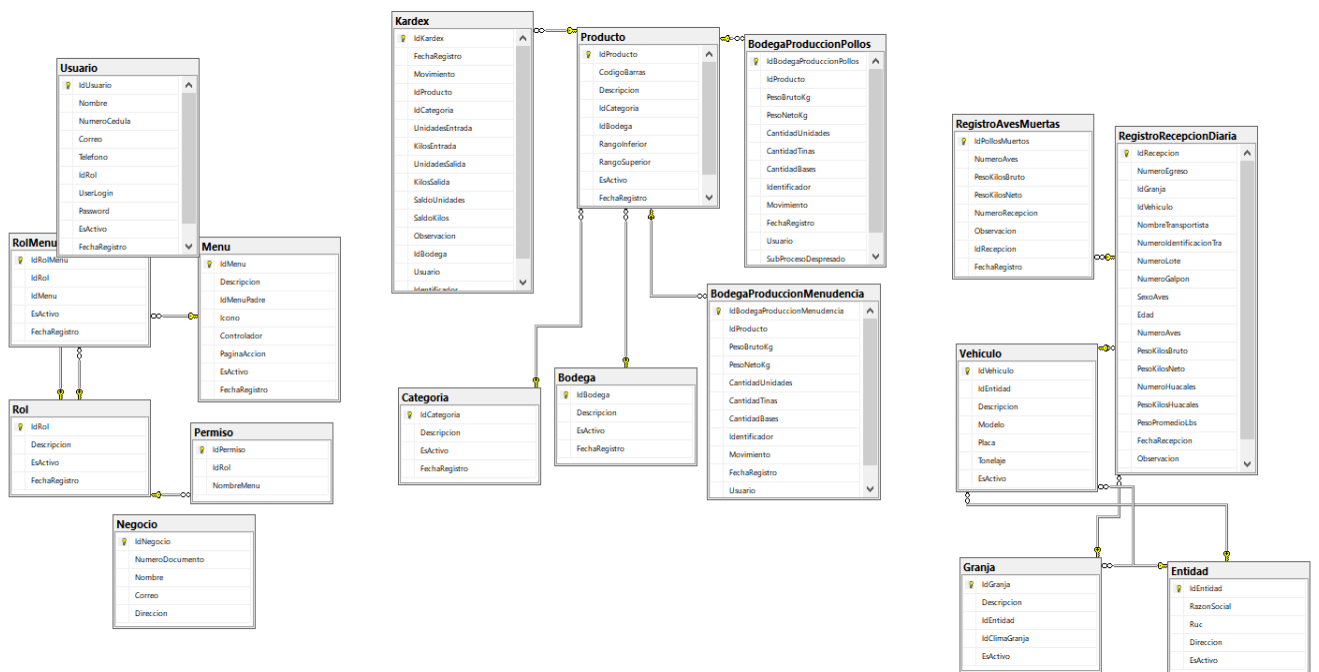 Usuario
IdUsuario
Nombre
NumeroCedula
Correo
Telefono
IdRol
UserLogin
Password
EsActivo
FechaRegistro
RolMenu
IdRolMenu
IdRol
IdMenu
EsActivo
FechaRegistro
Menu
IdMenu
Descripcion
IdMenuPadre
Icono
Controlador
PaginaAccion
EsActivo
FechaRegistro
Rol
IdRol
Descripcion
EsActivo
FechaRegistro
Permiso
IdPermiso
IdRol
NombreMenu
Negocio
IdNegocio
NumeroDocumento
Nombre
Correo
Direccion
Kardex
IdKardex
FechaRegistro
Movimiento
IdProducto
IdCategoria
UnidadesEntrada
KilosEntrada
UnidadesSalida
KilosSalida
SaldoUnidades
SaldoKilos
Observacion
IdBodega
Usuario
Identificador
Producto
IdProducto
CodigoBarras
Descripcion
IdCategoria
IdBodega
RangoInferior
RangoSuperior
EsActivo
FechaRegistro
BodegaProduccionPollos
IdBodegaProduccionPollos
IdProducto
PesoBrutoKg
PesoNetoKg
CantidadUnidades
CantidadTinas
CantidadBases
Identificador
Movimiento
FechaRegistro
Usuario
SubProcesoDespresado
BodegaProduccionMenudencia
IdBodegaProduccionMenudencia
IdProducto
PesoBrutoKg
PesoNetoKg
CantidadUnidades
CantidadTinas
CantidadBases
Identificador
Movimiento
FechaRegistro
Usuario
Categoria
IdCategoria
Descripcion
EsActivo
FechaRegistro
Bodega
IdBodega
Descripcion
EsActivo
FechaRegistro
RegistroAvesMuertas
IdPollosMuertos
NumeroAves
PesoKilosBruto
PesoKilosNeto
NumeroRecepcion
Observacion
IdRecepcion
FechaRegistro
RegistroRecepcionDiaria
IdRecepcion
NumeroEgreso
IdGranja
IdVehiculo
NombreTransportista
NumeroIdentificacionTra
NumeroLote
NumeroGalpon
SexoAves
Edad
NumeroAves
PesoKilosBruto
PesoKilosNeto
NumeroHuacales
PesoKilosHuacales
PesoPromedioLbs
FechaRecepcion
Observacion
Vehiculo
IdVehiculo
IdEntidad
Descripcion
Modelo
Placa
Tonelaje
EsActivo
Granja
IdGranja
Descripcion
IdEntidad
IdClimaGranja
EsActivo
Entidad
IdEntidad
RazonSocial
Ruc
Direccion
EsActivo